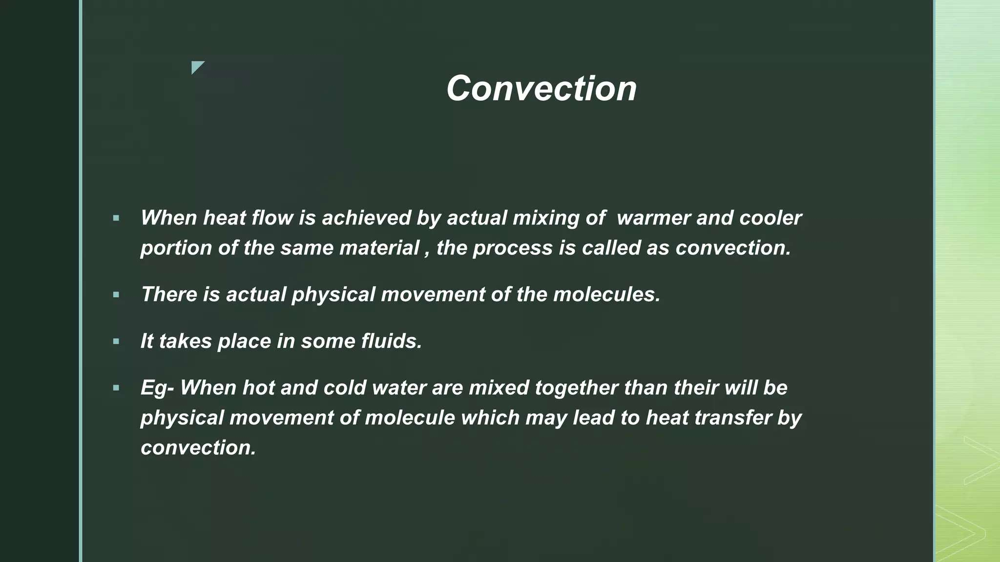 Convection
▪ When heat flow is achieved by actual mixing of  warmer and cooler
portion of the same material , the process is called as convection.
▪ There is actual physical movement of the molecules.
▪ It takes place in some fluids.
▪ Eg- When hot and cold water are mixed together than their will be
physical movement of molecule which may lead to heat transfer by
convection.